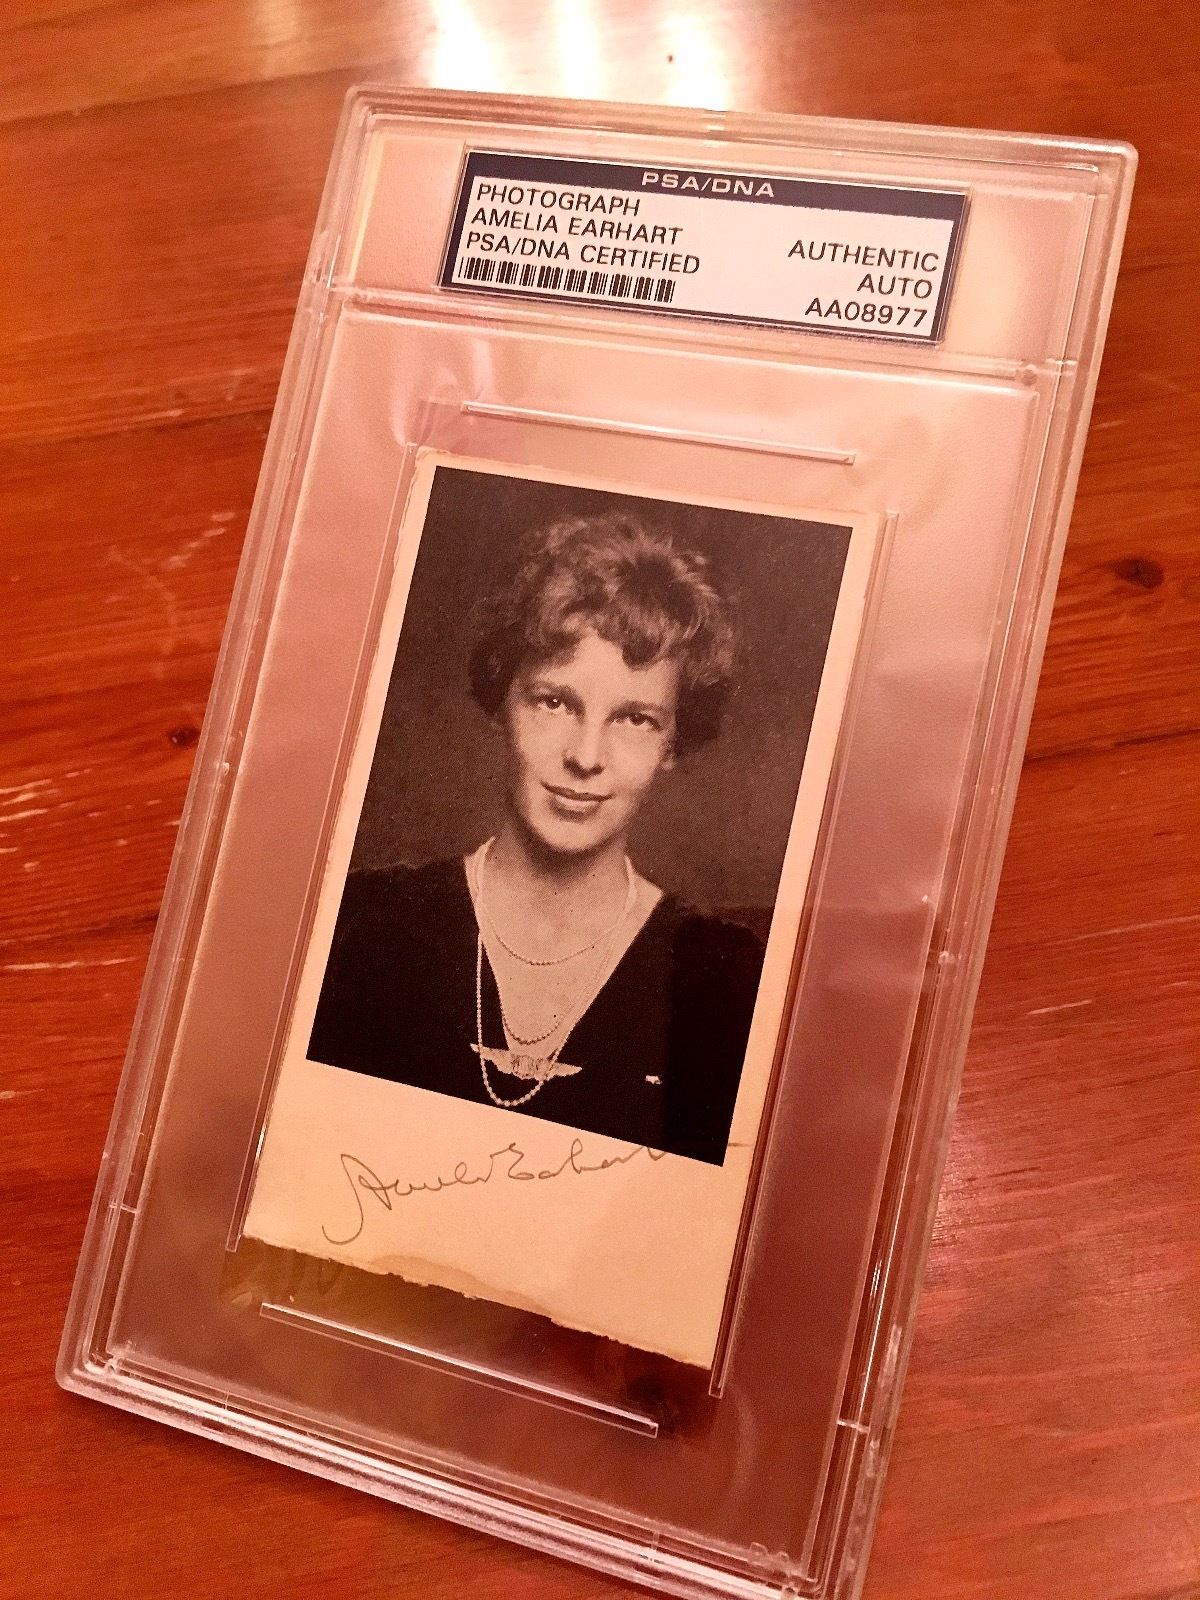 PSA/DNA
PHOTOGRAPH
AMELIA EARHART
PSA/DNA CERTIFIED
AUTHENTIC
AUTO
AA08977
Amelia Earhart